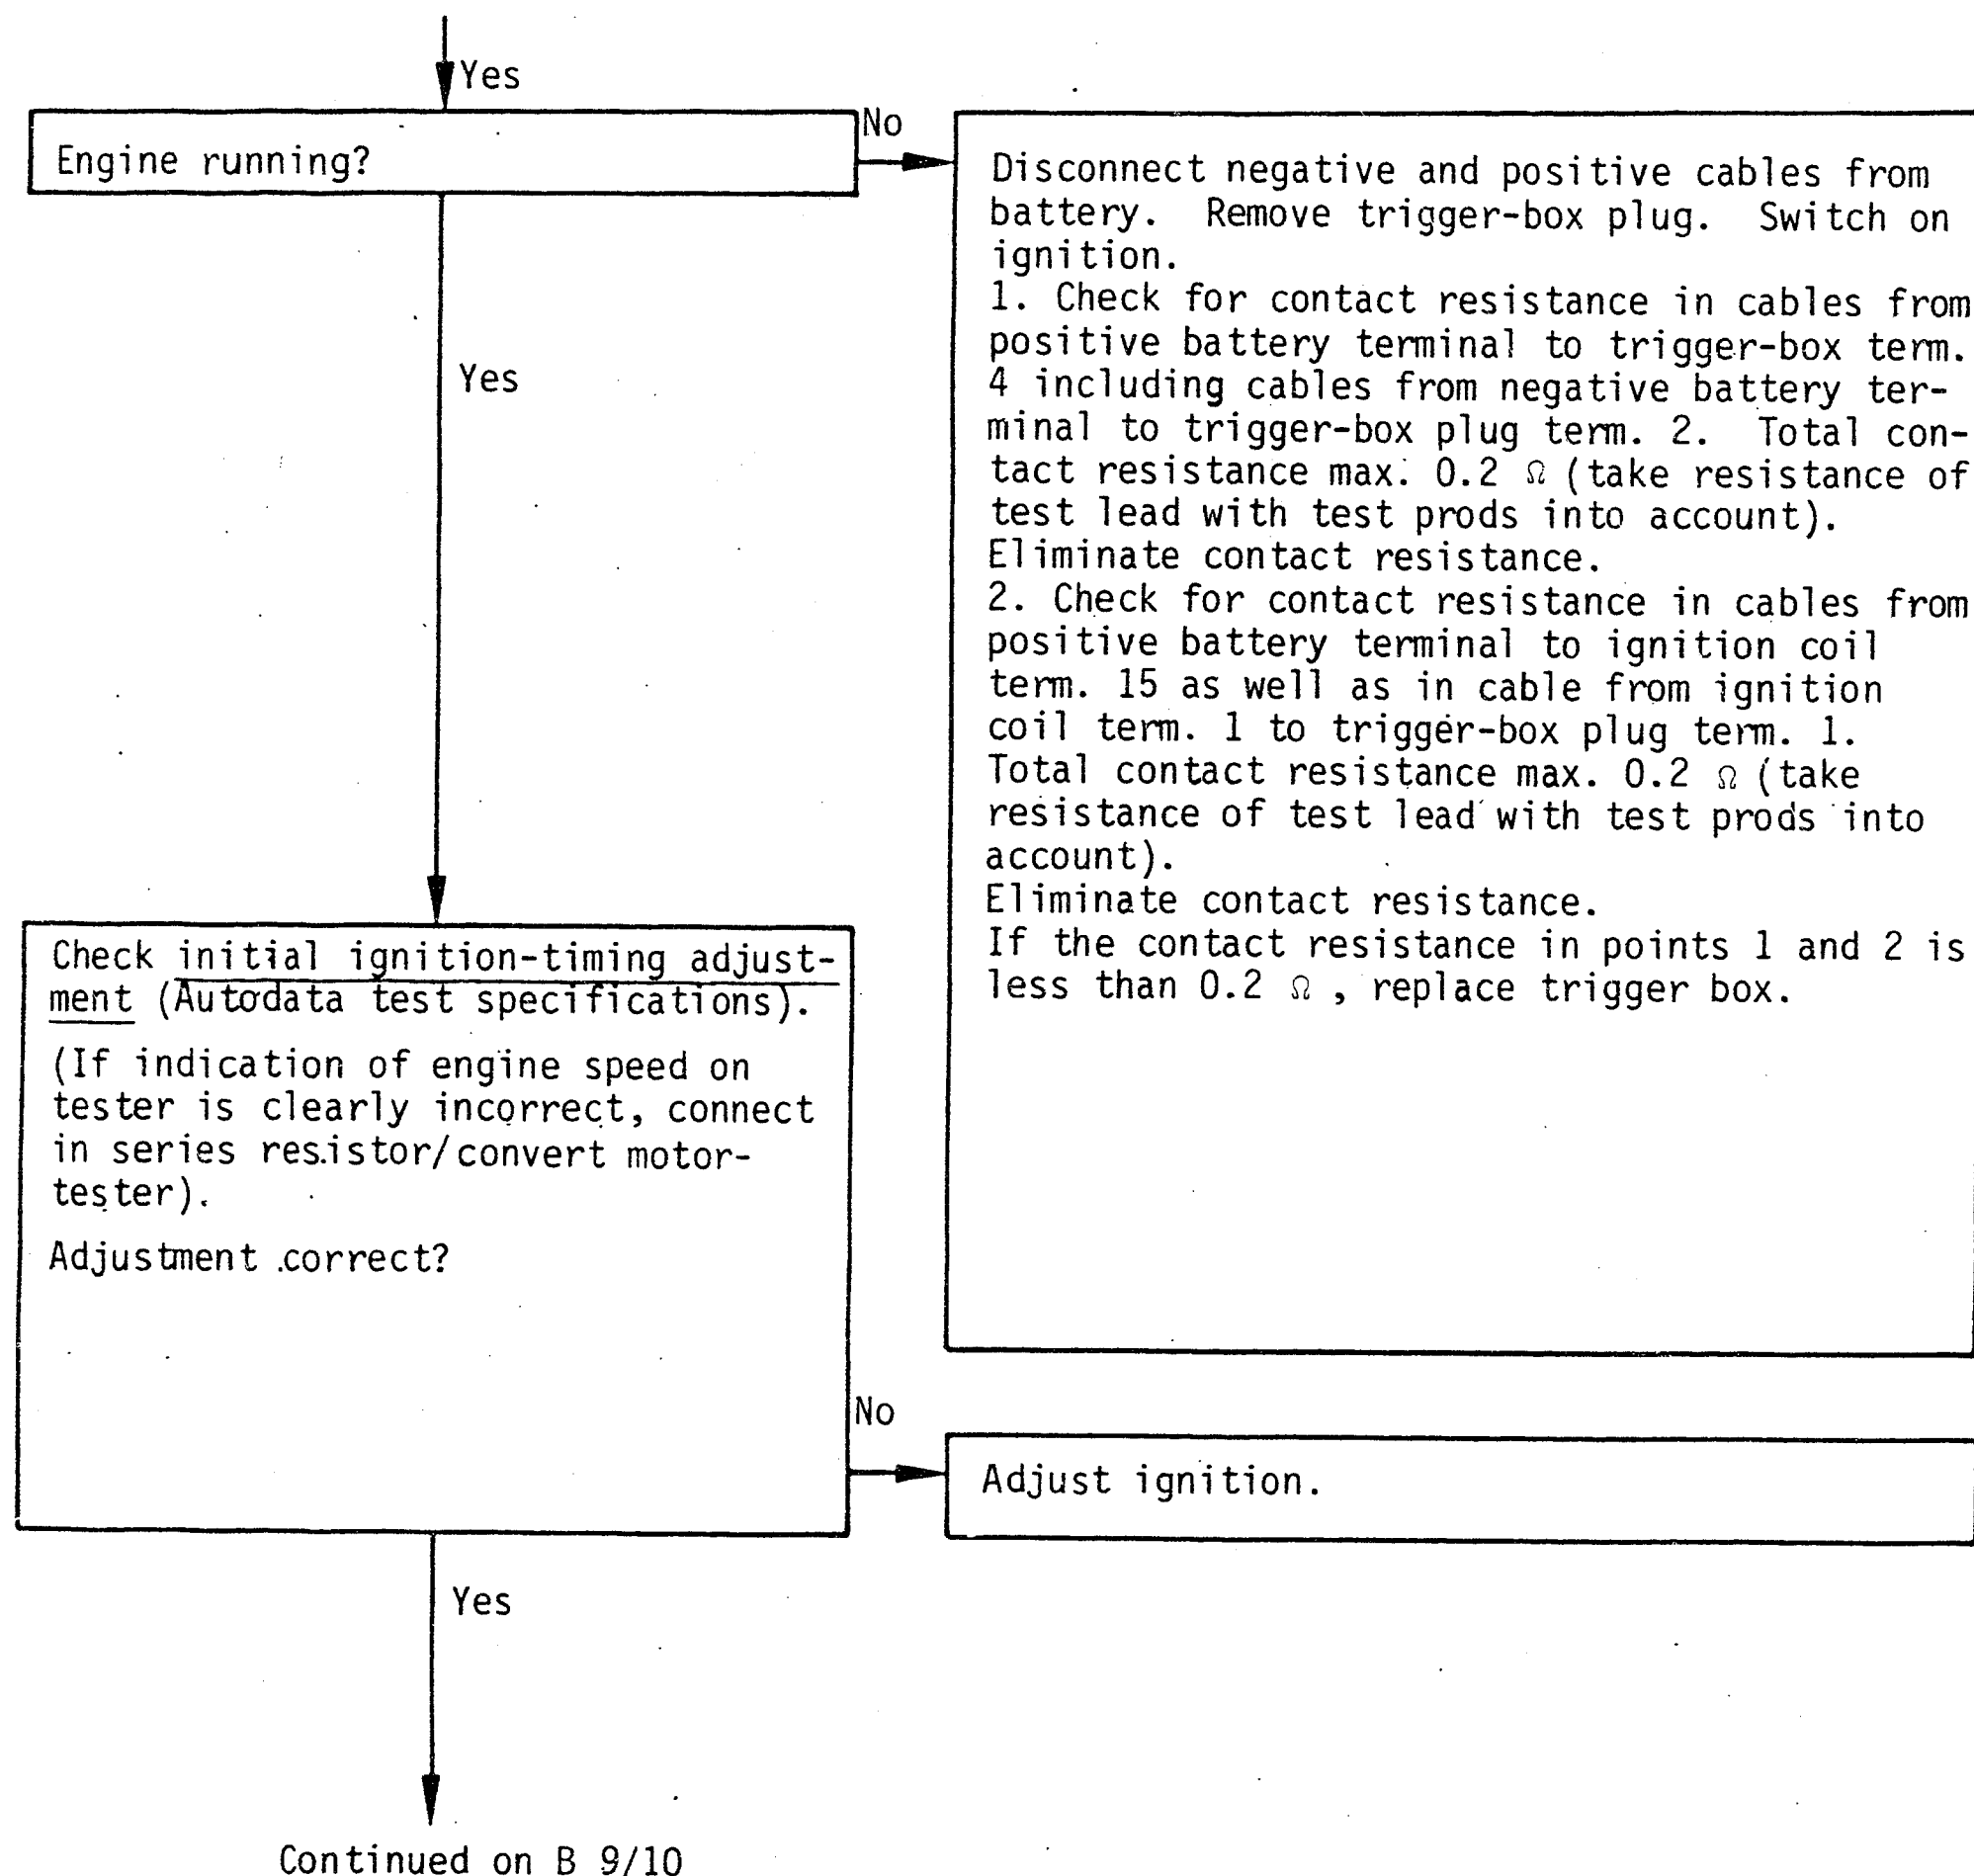 Yes
Engine running?
No
Disconnect negative and positive cables from
battery. Remove trigger-box plug. Switch on
ignition.
1. Check for contact resistance in cables from
positive battery terminal to trigger-box term.
4 including cables from negative battery ter-
minal to trigger-box plug term. 2. Total con-
tact resistance max. 0.2 Ω (take resistance of
test lead with test prods into account).
Eliminate contact resistance.
2. Check for contact resistance in cables from
positive battery terminal to ignition coil
term. 15 as well as in cable from ignition
coil term. 1 to trigger-box plug term. 1.
Total contact resistance max. 0.2 Ω (take
resistance of test lead with test prods into
account).
Eliminate contact resistance.
If the contact resistance in points 1 and 2 is
less than 0.2 Ω , replace trigger box.
Yes
Check initial ignition-timing adjust-
ment (Autodata test specifications).
(If indication of engine speed on
tester is clearly incorrect, connect
in series resistor/convert motor-
tester).
Adjustment correct?
No
Adjust ignition.
Yes
Continued on B 9/10